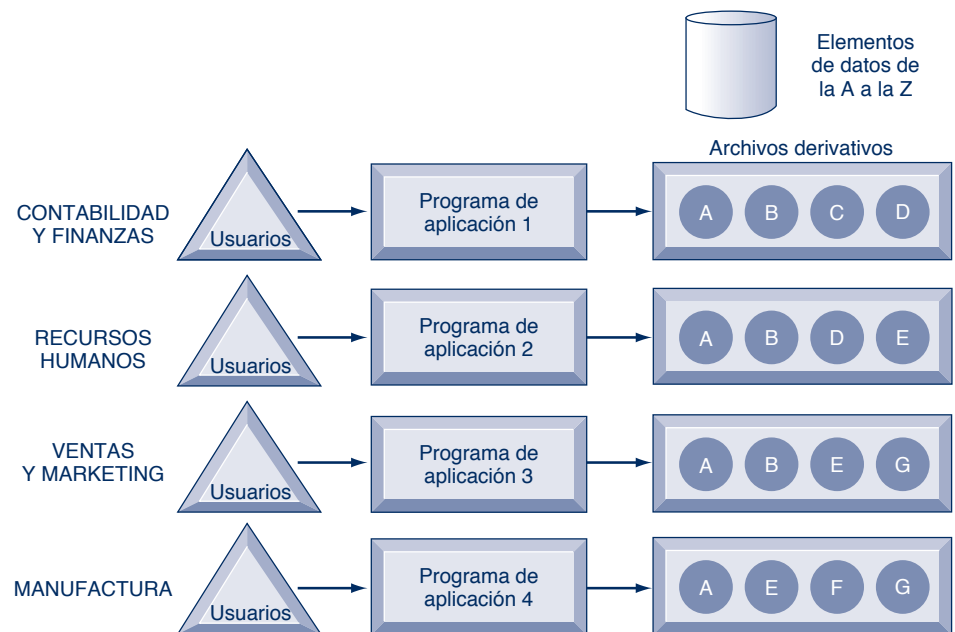 Elementos
de datos de
la A a la Z
Archivos derivativos
CONTABILIDAD
Y FINANZAS
Usuarios
Programa de
aplicación 1
A B C D
RECURSOS
HUMANOS
Usuarios
Programa de
aplicación 2
A B D E
VENTAS
Y MARKETING
Usuarios
Programa de
aplicación 3
A B E G
MANUFACTURA
Usuarios
Programa de
aplicación 4
A E F G